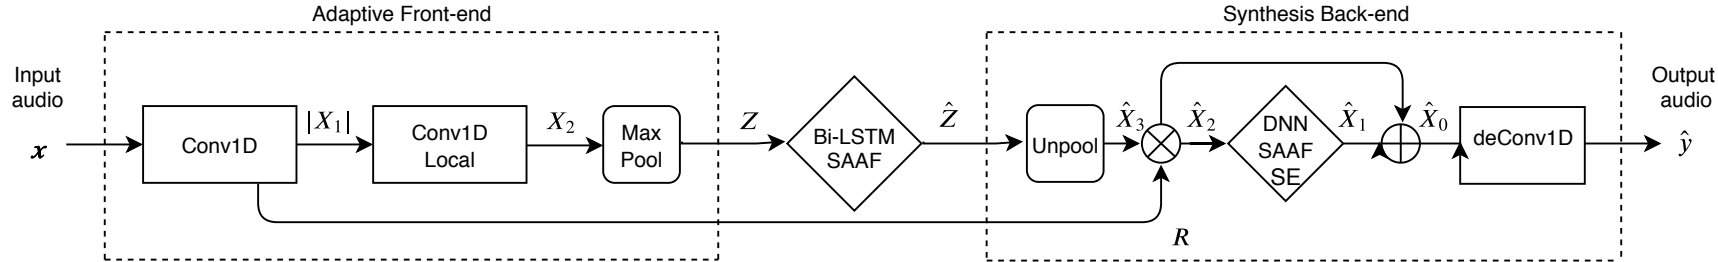 Adaptive Front-end
Synthesis Back-end
Input
audio
x
Conv1D
|X₁|
Conv1D
Local
X₂
Max
Pool
Z
Bi-LSTM
SAAF
Ẑ
Unpool
X̂₃
X̂₂
DNN
SAAF
SE
X̂₁
X̂₀
deConv1D
Output
audio
ŷ
R